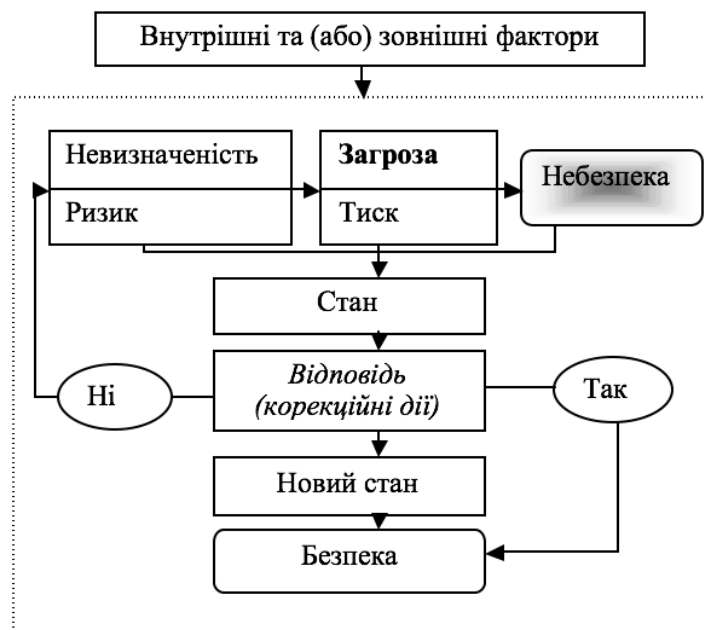 Внутрішні та (або) зовнішні фактори
Невизначеність
Загроза
Небезпека
Ризик
Тиск
Стан
Відповідь
(корекційні дії)
Ні
Так
Новий стан
Безпека